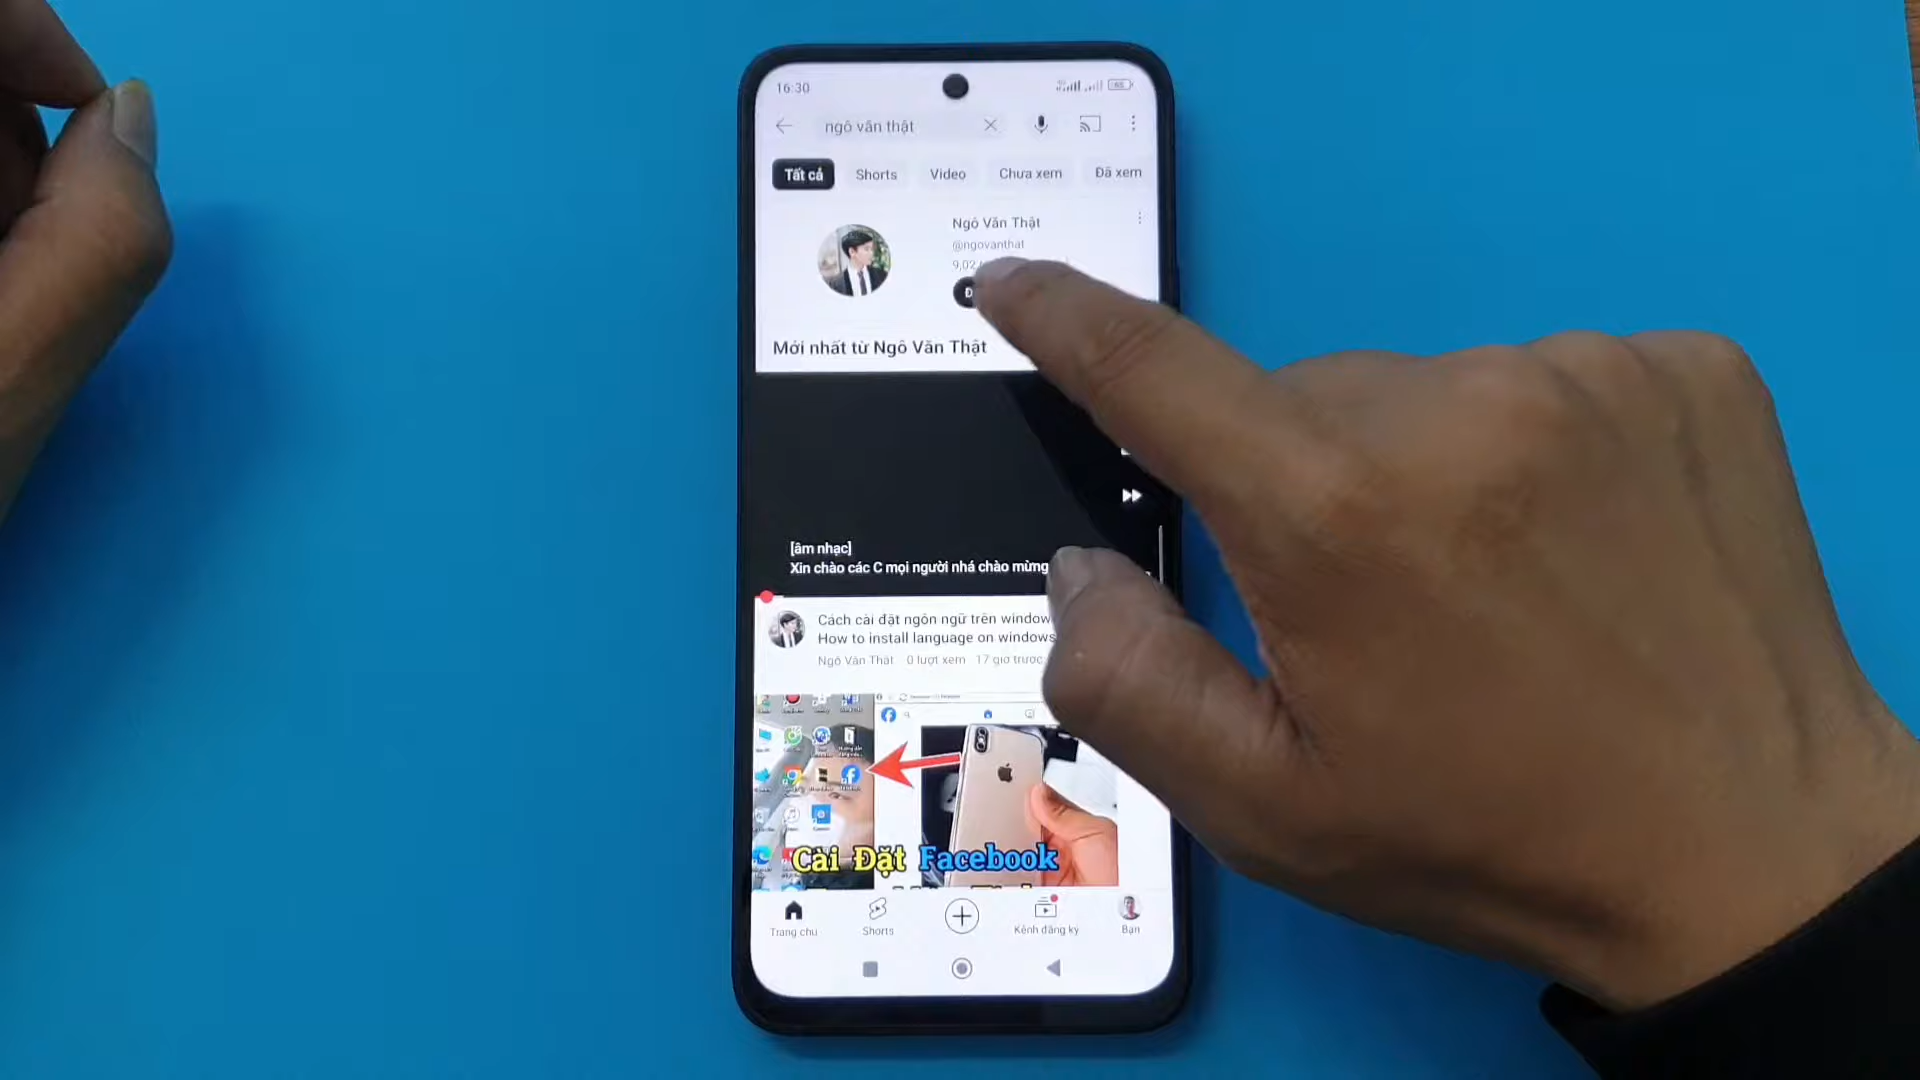 16:30
ngô văn thật
Tất cả
Shorts
Video
Chưa xem
Đã xem
Ngô Văn Thật
@ngovanthat
9,02
Mới nhất từ Ngô Văn Thật
[âm nhạc]
Xin chào các C mọi người nhá chào mừng
Cách cài đặt ngôn ngữ trên window
How to install language on windows
Ngô Văn Thật 0 lượt xem 17 giờ trước
Cài Đặt Facebook
Trang chủ
Shorts
Kênh đăng ký
Bạn